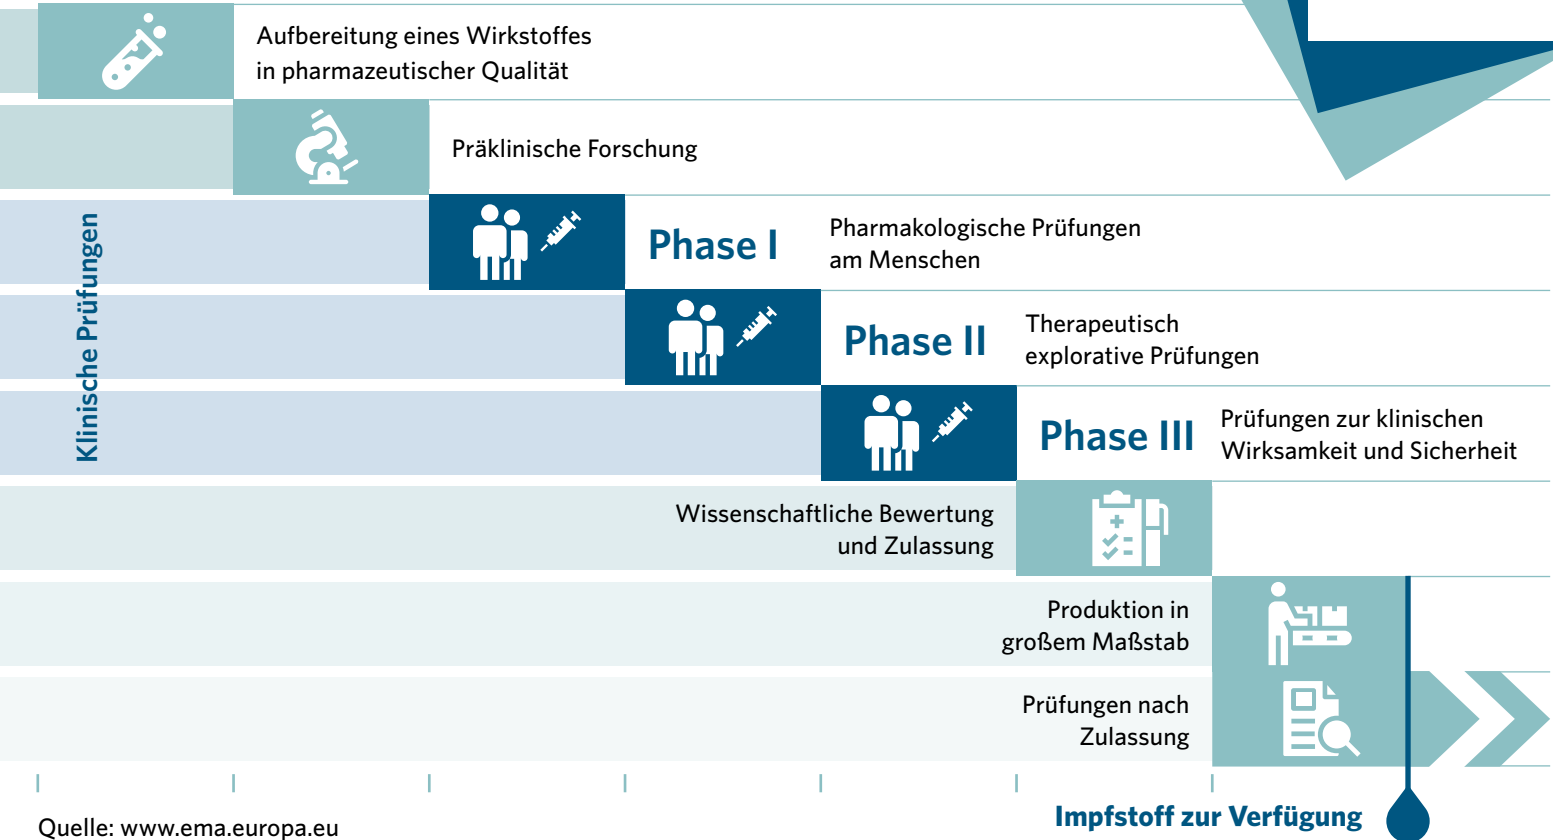 Aufbereitung eines Wirkstoffes
in pharmazeutischer Qualität
Präklinische Forschung
Klinische Prüfungen
Phase I
Pharmakologische Prüfungen
am Menschen
Phase II
Therapeutisch
explorative Prüfungen
Phase III
Prüfungen zur klinischen
Wirksamkeit und Sicherheit
Wissenschaftliche Bewertung
und Zulassung
Produktion in
großem Maßstab
Prüfungen nach
Zulassung
Impfstoff zur Verfügung
Quelle: www.ema.europa.eu